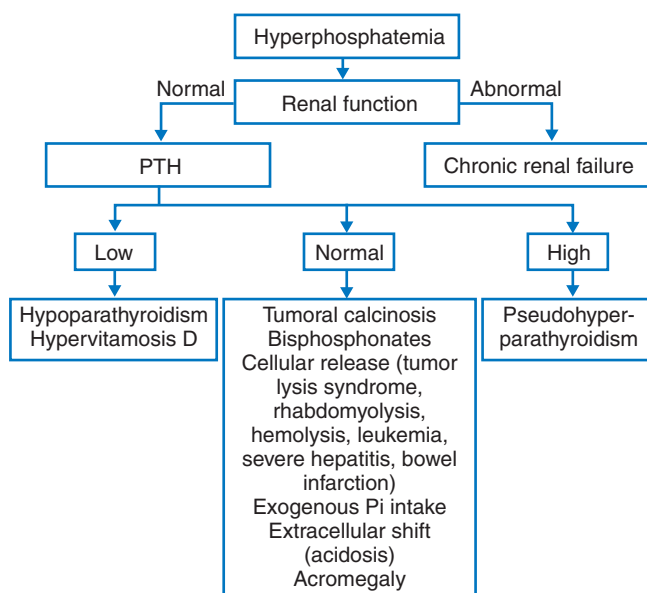 Hyperphosphatemia
Normal
Abnormal
Renal function
PTH
Chronic renal failure
Low
Normal
High
Hypoparathyroidism
Hypervitamosis D
Tumoral calcinosis
Bisphosphonates
Cellular release (tumor
lysis syndrome,
rhabdomyolysis,
hemolysis, leukemia,
severe hepatitis, bowel
infarction)
Exogenous Pi intake
Extracellular shift
(acidosis)
Acromegaly
Pseudohyper-
parathyroidism